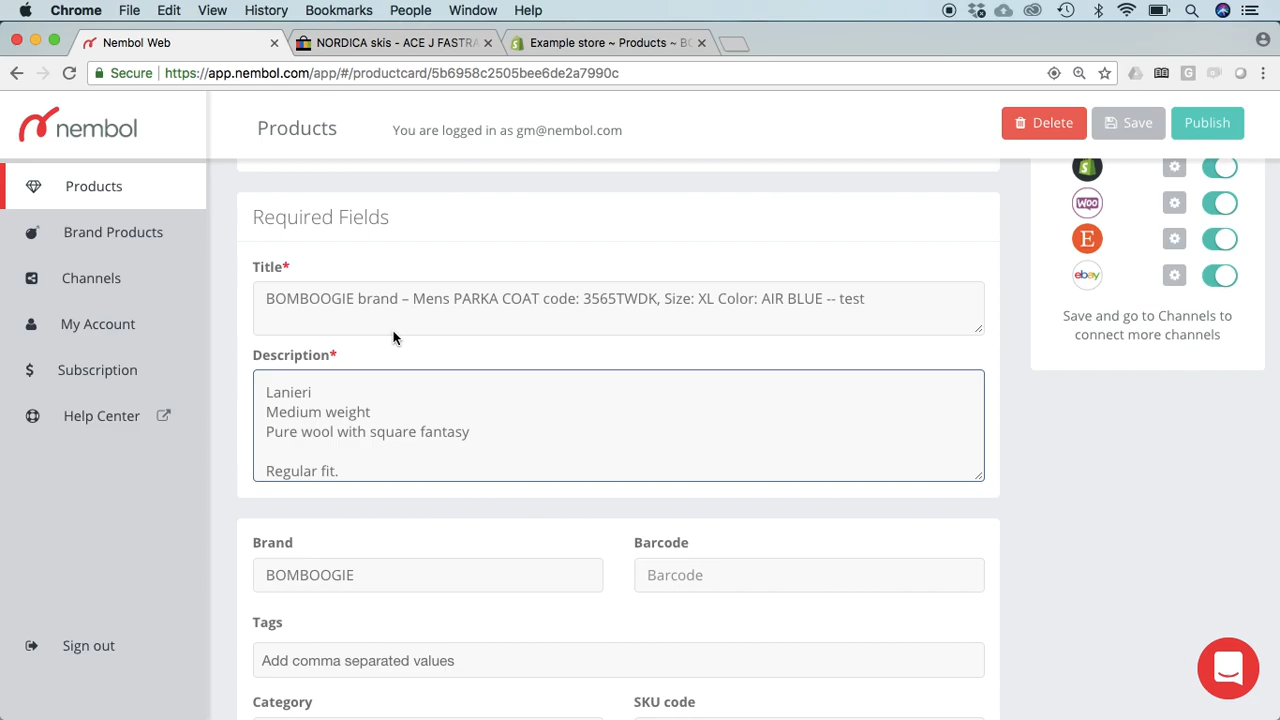 Chrome File Edit View History Bookmarks People Window Help
Nembol Web
NORDICA skis - ACE J FASTRA
Example store ~ Products ~ BO
Secure https://app.nembol.com/app/#/productcard/5b6958c2505bee6de2a7990c
nembol
Products
You are logged in as gm@nembol.com
Delete
Save
Publish
Products
Brand Products
Channels
My Account
Subscription
Help Center
Sign out
Required Fields
Title*
BOMBOOGIE brand – Mens PARKA COAT code: 3565TWDK, Size: XL Color: AIR BLUE -- test
Description*
Lanieri
Medium weight
Pure wool with square fantasy
Regular fit.
Brand
Barcode
BOMBOOGIE
Barcode
Tags
Add comma separated values
Category
SKU code
WOO
E
ebay
Save and go to Channels to
connect more channels